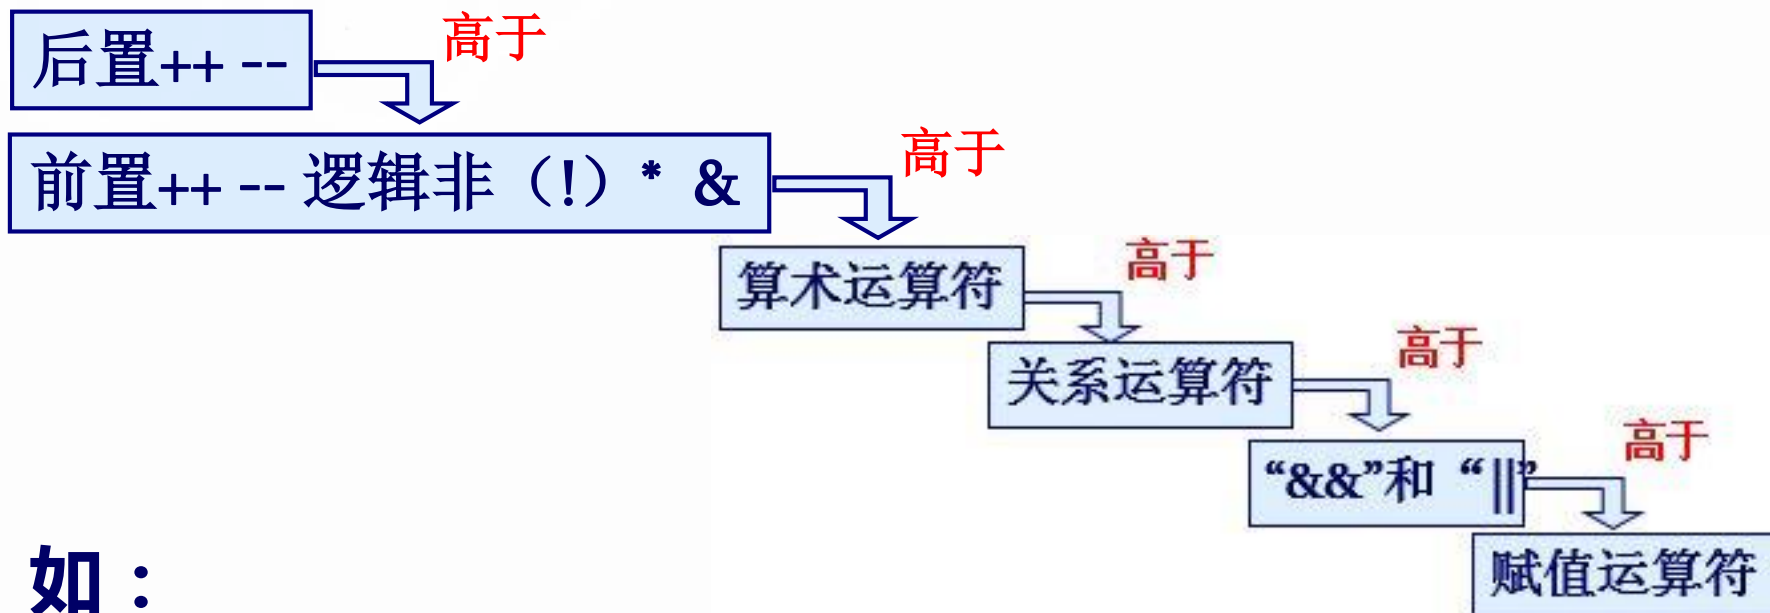 后置++ --
高于
前置++ -- 逻辑非（!）* &
高于
算术运算符
高于
关系运算符
高于
“&&”和“||”
高于
赋值运算符
如：